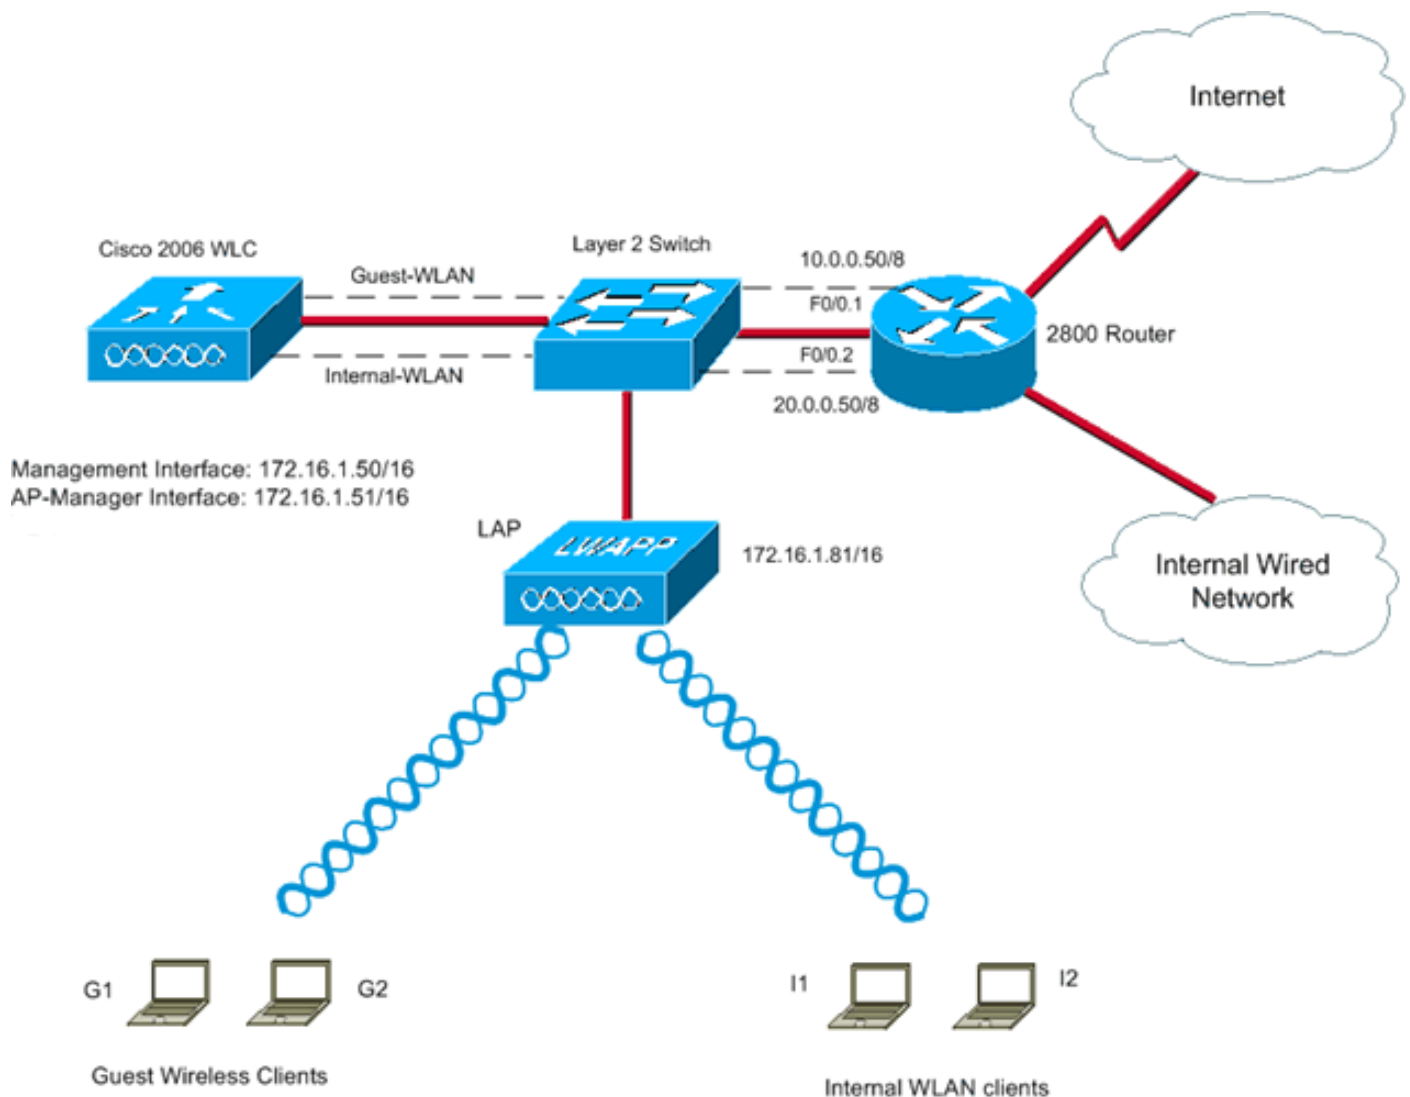 Internet
Cisco 2006 WLC
Layer 2 Switch
10.0.0.50/8
Guest-WLAN
F0/0.1
2800 Router
F0/0.2
Internal-WLAN
20.0.0.50/8
Management Interface: 172.16.1.50/16
AP-Manager Interface: 172.16.1.51/16
LAP
LWAPP
172.16.1.81/16
Internal Wired
Network
G1
G2
I1
I2
Guest Wireless Clients
Internal WLAN clients